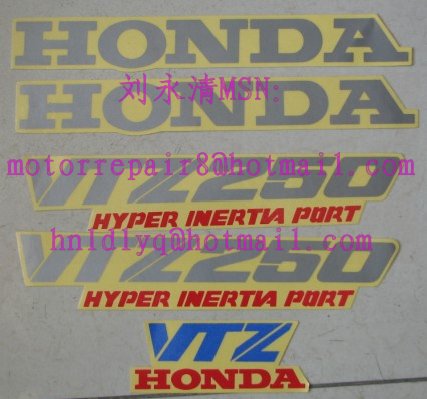 HONDA
HONDA
刘永清MSN:
motorrepair8@hotmail.com
VTZ250
HYPER INERTIA PORT
hnldlyq@hotmail.com
VTZ250
HYPER INERTIA PORT
VTZ
HONDA